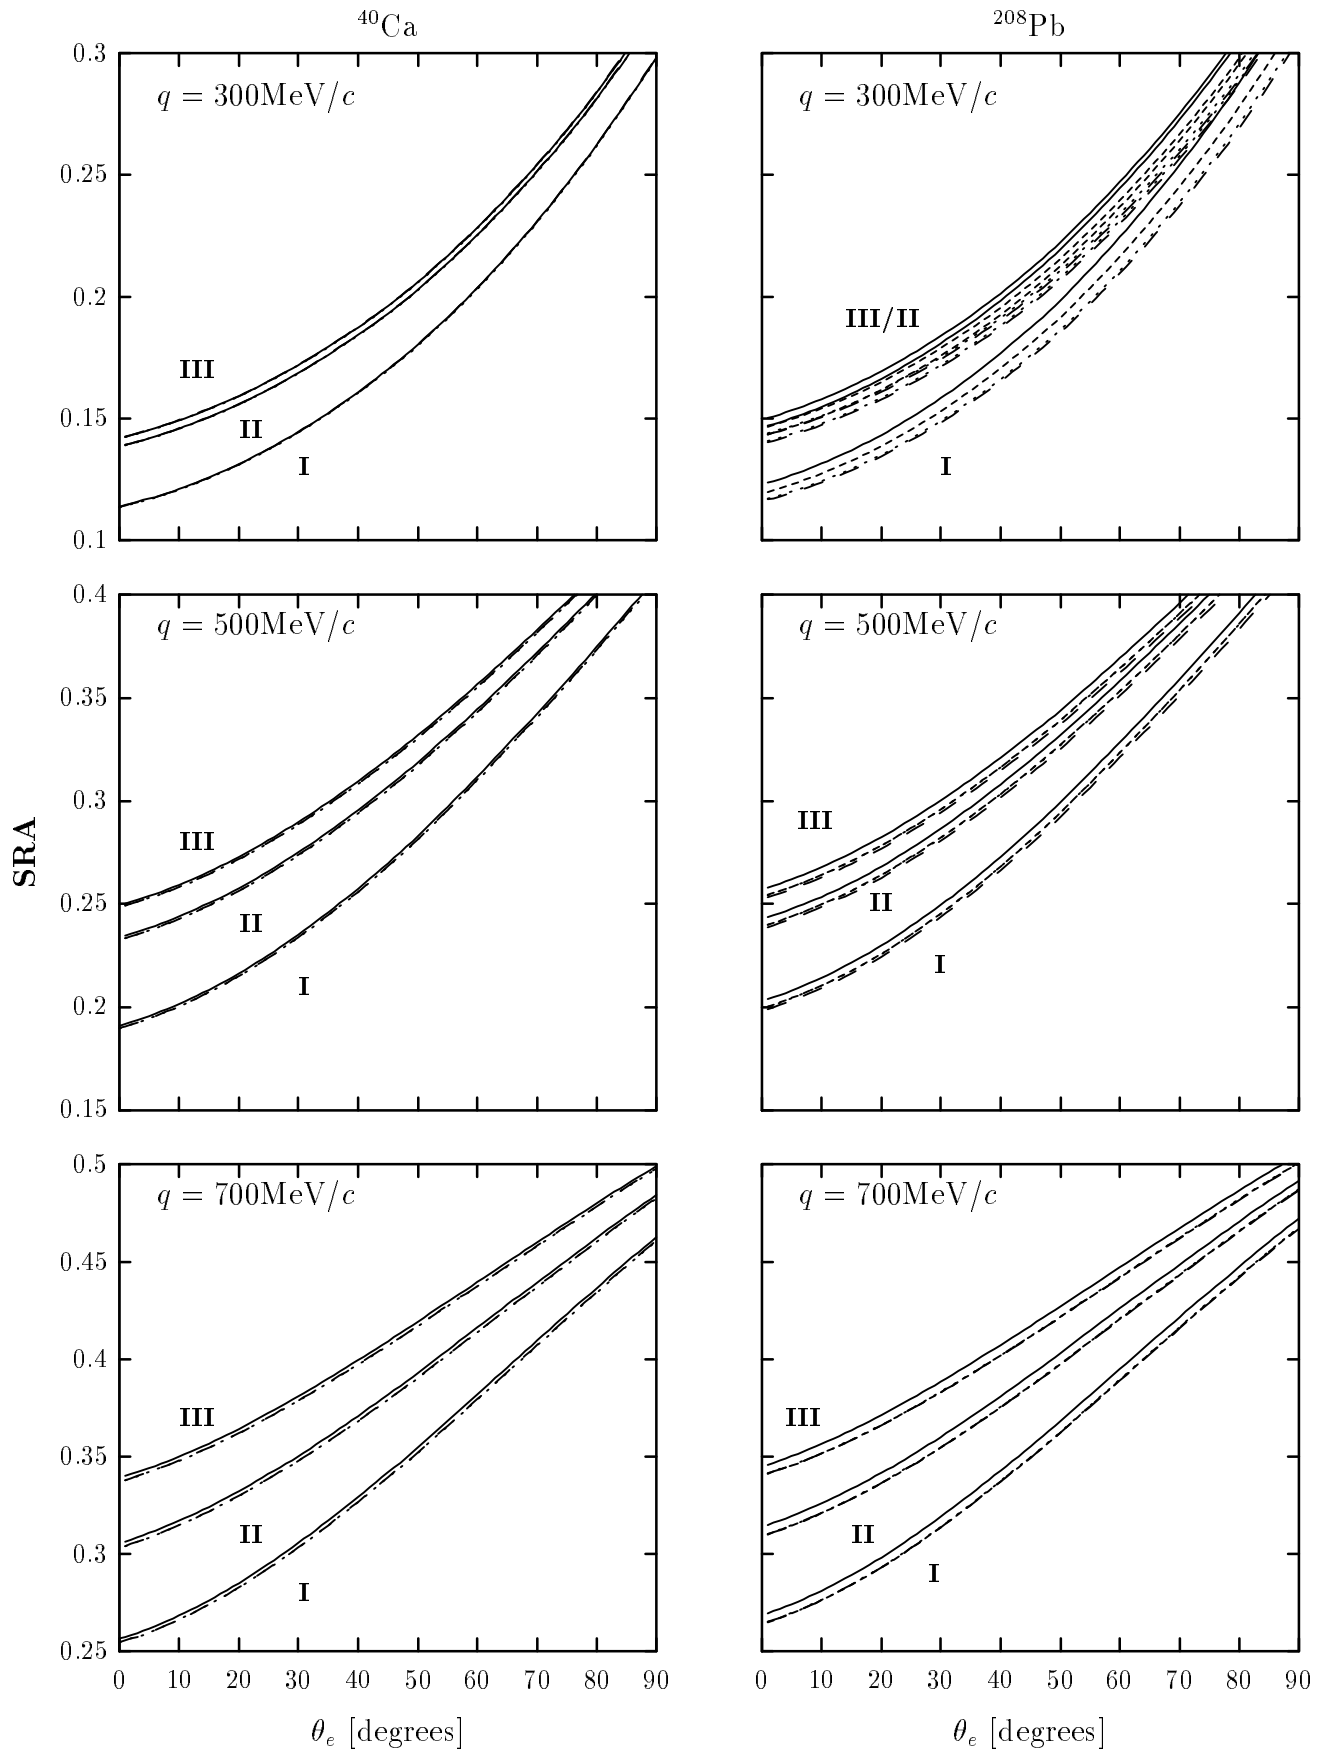 ⁴⁰Ca
²⁰⁸Pb
0.3
0.25
0.2
0.15
0.1
q = 300MeV/c
III
II
I
q = 300MeV/c
III/II
I
SRA
0.4
0.35
0.3
0.25
0.2
0.15
q = 500MeV/c
III
II
I
q = 500MeV/c
III
II
I
0.5
0.45
0.4
0.35
0.3
0.25
q = 700MeV/c
III
II
I
q = 700MeV/c
III
II
I
0 10 20 30 40 50 60 70 80 90
0 10 20 30 40 50 60 70 80 90
θₑ [degrees]
θₑ [degrees]